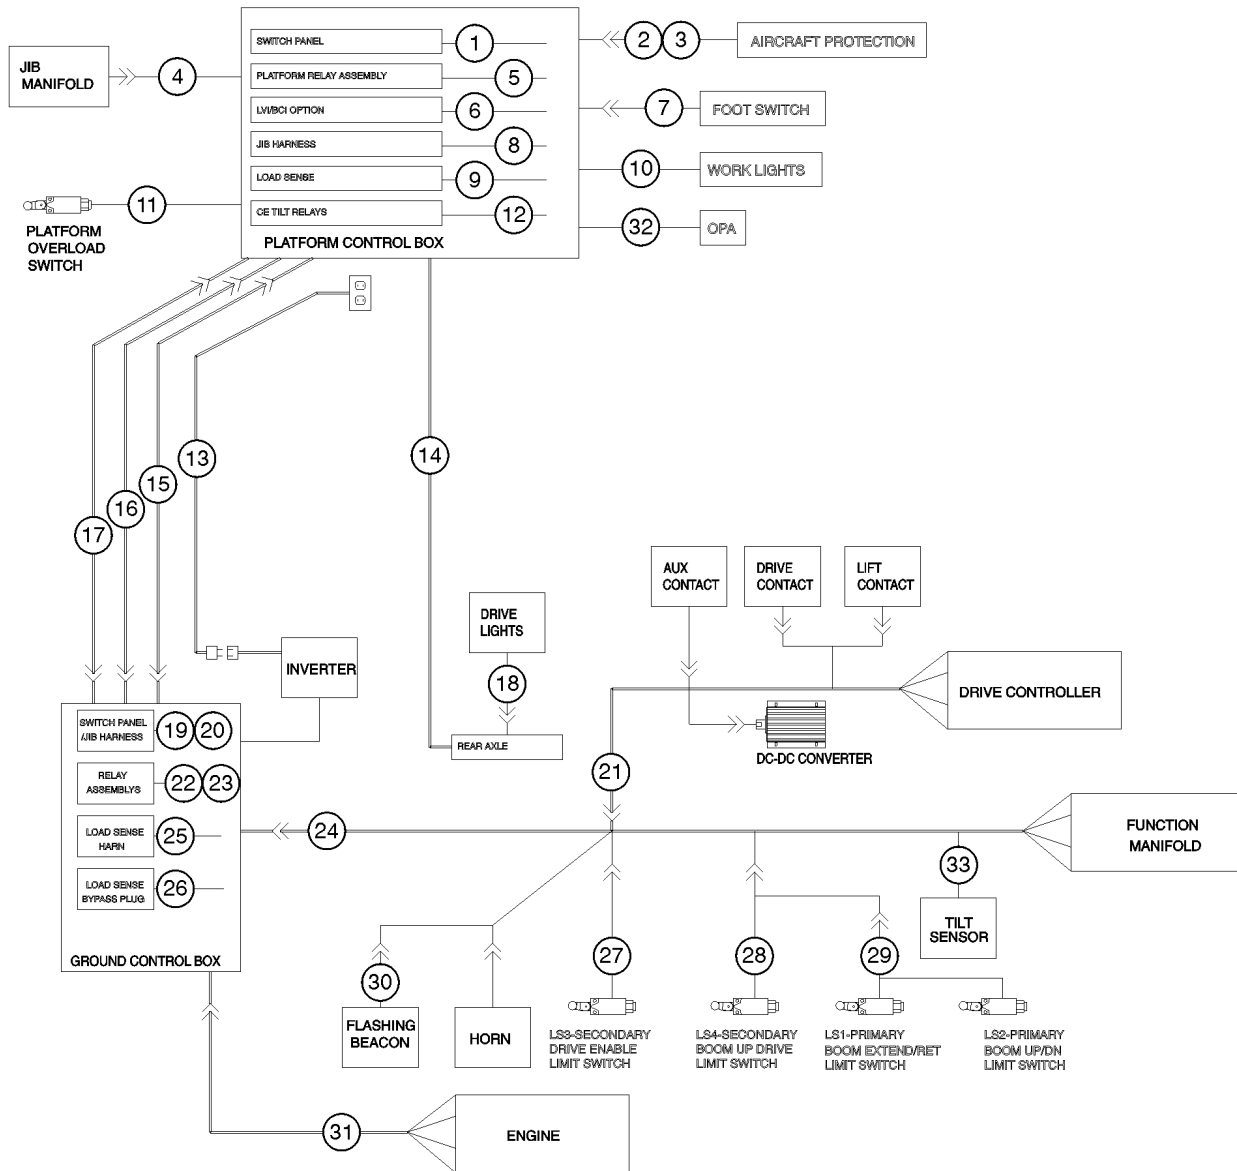 JIB
MANIFOLD
4
SWITCH PANEL
1
PLATFORM RELAY ASSEMBLY
5
LVI/BCI OPTION
6
JIB HARNESS
8
LOAD SENSE
9
CE TILT RELAYS
12
PLATFORM CONTROL BOX
2
3
AIRCRAFT PROTECTION
7
FOOT SWITCH
10
WORK LIGHTS
32
OPA
11
PLATFORM
OVERLOAD
SWITCH
13
14
15
16
17
INVERTER
DRIVE
LIGHTS
18
REAR AXLE
AUX
CONTACT
DRIVE
CONTACT
LIFT
CONTACT
DRIVE CONTROLLER
DC-DC CONVERTER
21
SWITCH PANEL
/JIB HARNESS
19
20
RELAY
ASSEMBLYS
22
23
LOAD SENSE
HARN
25
LOAD SENSE
BYPASS PLUG
26
GROUND CONTROL BOX
24
FUNCTION
MANIFOLD
33
TILT
SENSOR
30
FLASHING
BEACON
HORN
27
LS3-SECONDARY
DRIVE ENABLE
LIMIT SWITCH
28
LS4-SECONDARY
BOOM UP DRIVE
LIMIT SWITCH
29
LS1-PRIMARY
BOOM EXTEND/RET
LIMIT SWITCH
LS2-PRIMARY
BOOM UP/DN
LIMIT SWITCH
31
ENGINE